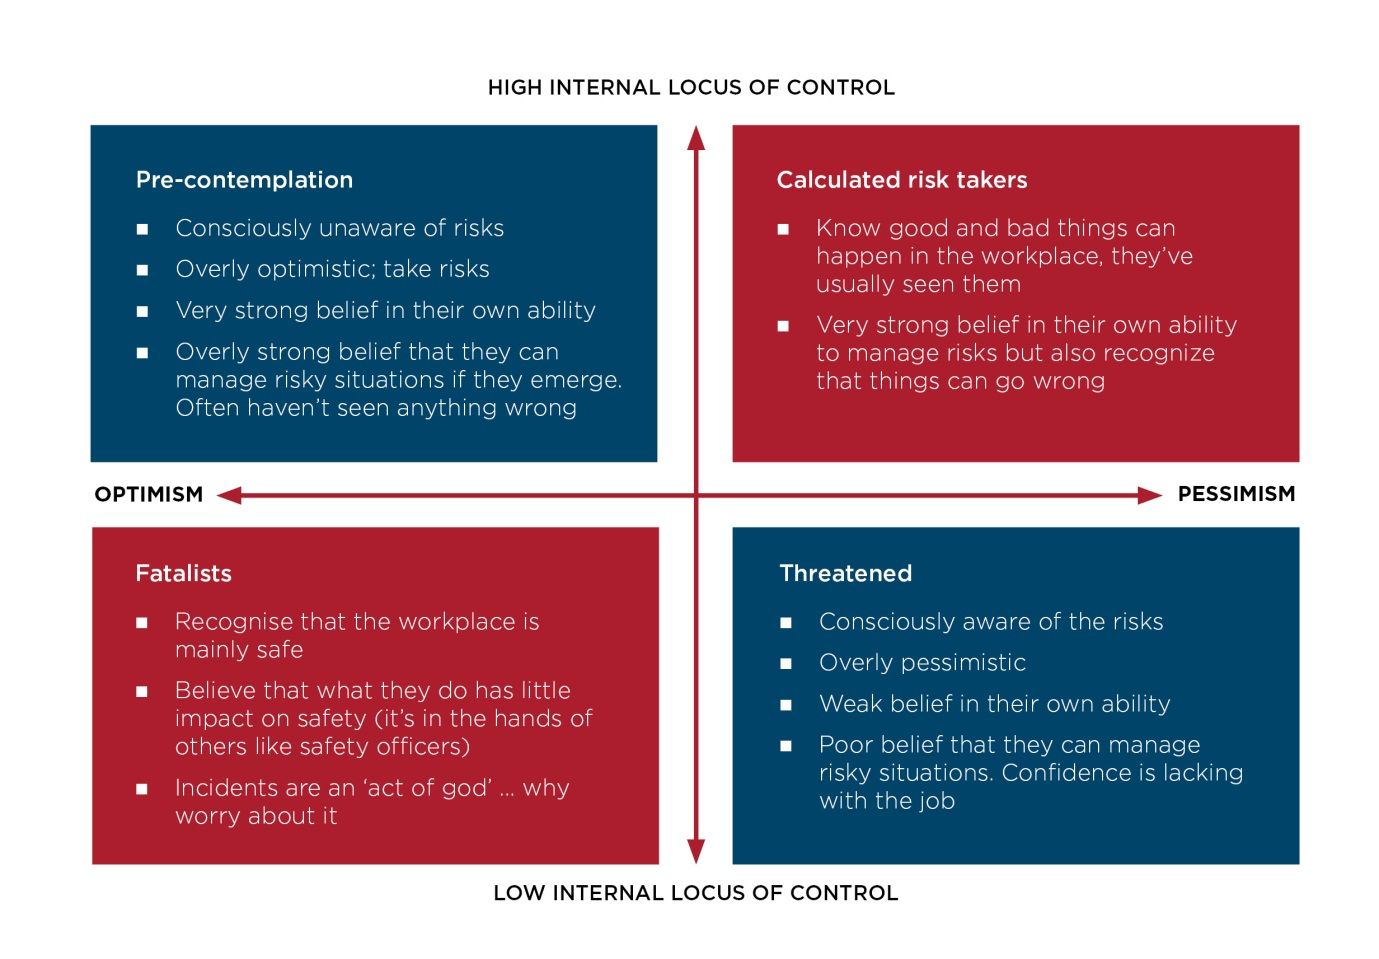 HIGH INTERNAL LOCUS OF CONTROL
Pre-contemplation
Consciously unaware of risks
Overly optimistic; take risks
Very strong belief in their own ability
Overly strong belief that they can
manage risky situations if they emerge.
Often haven’t seen anything wrong
Calculated risk takers
Know good and bad things can
happen in the workplace, they’ve
usually seen them
Very strong belief in their own ability
to manage risks but also recognize
that things can go wrong
OPTIMISM
PESSIMISM
Fatalists
Recognise that the workplace is
mainly safe
Believe that what they do has little
impact on safety (it’s in the hands of
others like safety officers)
Incidents are an ‘act of god’ ... why
worry about it
Threatened
Consciously aware of the risks
Overly pessimistic
Weak belief in their own ability
Poor belief that they can manage
risky situations. Confidence is lacking
with the job
LOW INTERNAL LOCUS OF CONTROL